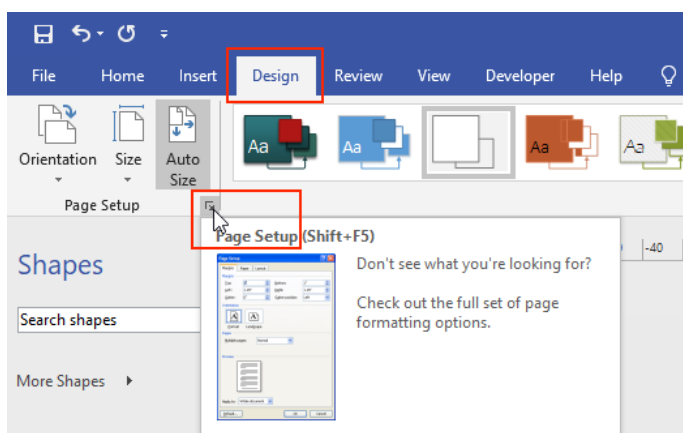 File Home Insert Design Review View Developer Help
Orientation Size Auto Size
Aa Aa Aa Aa
Page Setup
Page Setup (Shift+F5)
-40
Shapes
Don't see what you're looking for?
Check out the full set of page
formatting options.
Search shapes
More Shapes